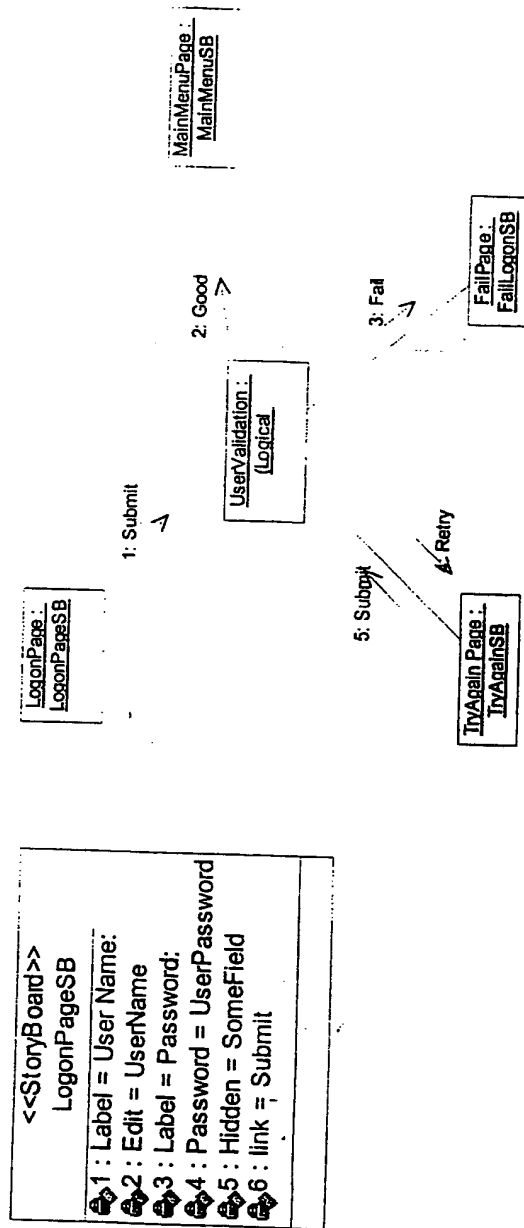 <<StoryBoard>>
LogonPageSB
1 : Label = User Name:
2 : Edit = UserName
3 : Label = Password:
4 : Password = UserPassword
5 : Hidden = SomeField
6 : link = Submit
LogonPage :
LogonPageSB
1: Submit
UserValidation :
(Logical
2: Good
MainMenuPage :
MainMenuSB
3: Fail
FailPage :
FailLogonSB
5: Submit
Retry
TryAgain Page :
TryAgainSB